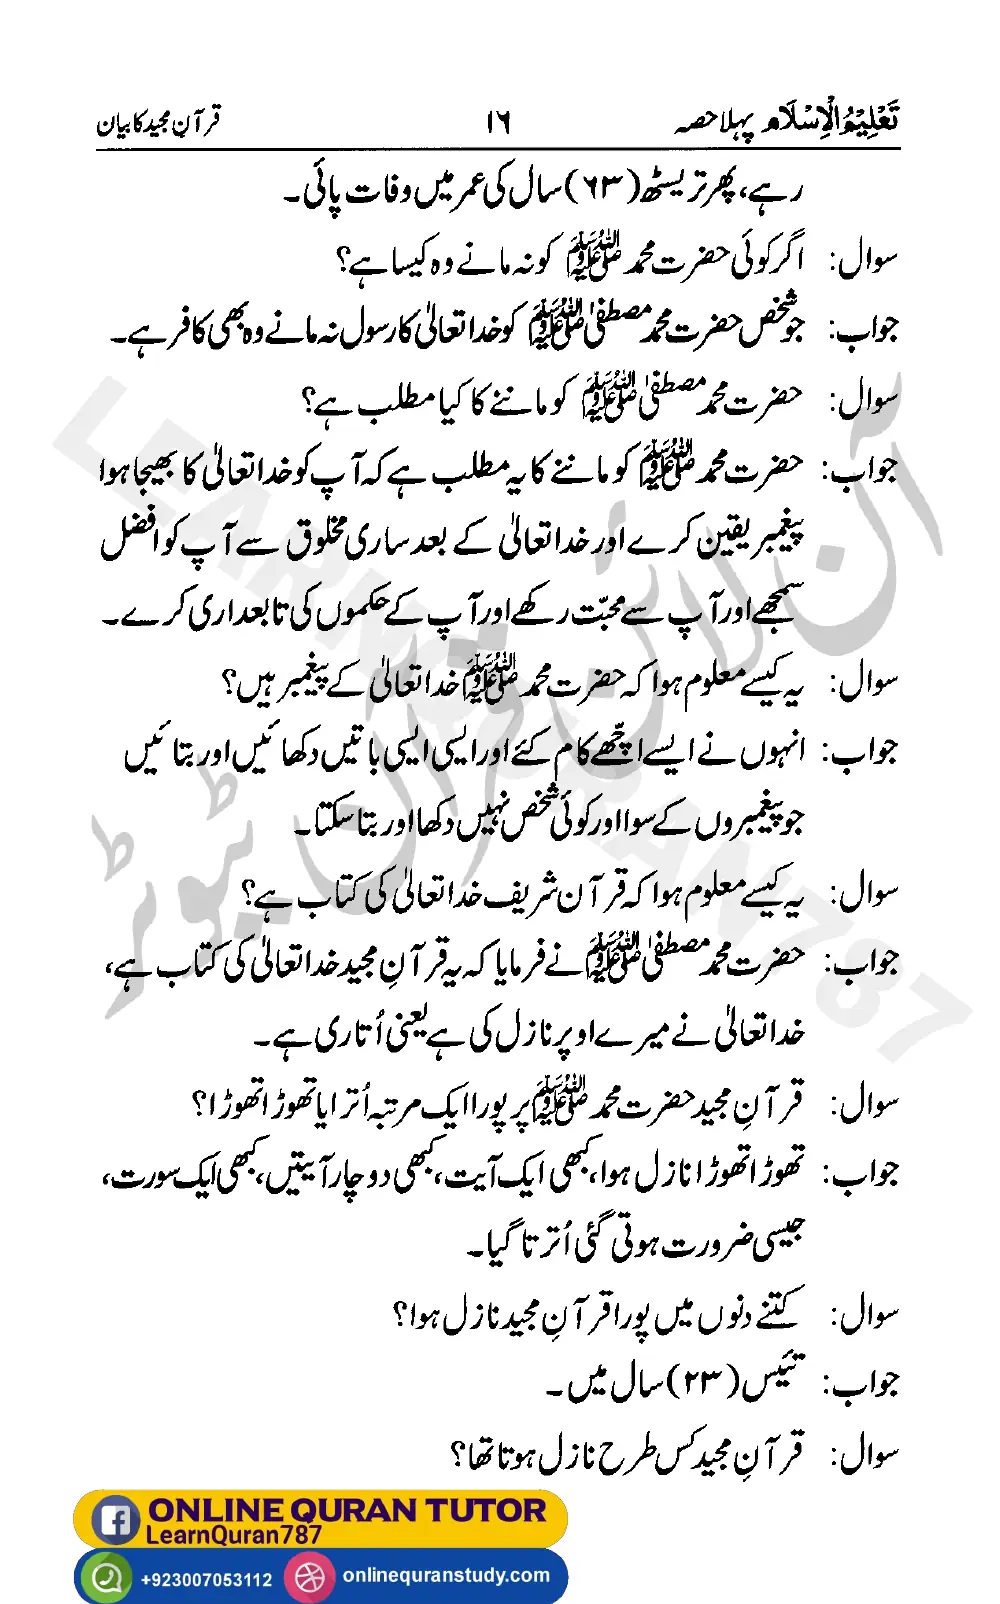 تَعْلِیْمُ الْاِسْلَام پہلا حصہ ۱۶ قرآنِ مجید کا بیان
رہے، پھر تریسٹھ (۶۳) سال کی عمر میں وفات پائی۔
سوال: اگر کوئی حضرت محمد ﷺ کو نہ مانے وہ کیسا ہے؟
جواب: جو شخص حضرت محمد مصطفیٰ ﷺ کو خدا تعالیٰ کا رسول نہ مانے وہ بھی کافر ہے۔
سوال: حضرت محمد مصطفیٰ ﷺ کو ماننے کا کیا مطلب ہے؟
جواب: حضرت محمد ﷺ کو ماننے کا یہ مطلب ہے کہ آپ کو خدا تعالیٰ کا بھیجا ہوا
پیغمبر یقین کرے اور خدا تعالیٰ کے بعد ساری مخلوق سے آپ کو افضل
سمجھے اور آپ سے محبّت رکھے اور آپ کے حکموں کی تابعداری کرے۔
سوال: یہ کیسے معلوم ہوا کہ حضرت محمد ﷺ خدا تعالیٰ کے پیغمبر ہیں؟
جواب: انہوں نے ایسے اچّھے کام کئے اور ایسی ایسی باتیں دکھائیں اور بتائیں
جو پیغمبروں کے سوا اور کوئی شخص نہیں دکھا اور بتا سکتا۔
سوال: یہ کیسے معلوم ہوا کہ قرآن شریف خدا تعالیٰ کی کتاب ہے؟
جواب: حضرت محمد مصطفیٰ ﷺ نے فرمایا کہ یہ قرآنِ مجید خدا تعالیٰ کی کتاب ہے،
خدا تعالیٰ نے میرے اوپر نازل کی ہے یعنی اُتاری ہے۔
سوال: قرآنِ مجید حضرت محمد ﷺ پر پورا ایک مرتبہ اُترا یا تھوڑا تھوڑا؟
جواب: تھوڑا تھوڑا نازل ہوا، کبھی ایک آیت، کبھی دو چار آیتیں، کبھی ایک سورت،
جیسی ضرورت ہوتی گئی اُترتا گیا۔
سوال: کتنے دنوں میں پورا قرآنِ مجید نازل ہوا؟
جواب: تئیس (۲۳) سال میں۔
سوال: قرآنِ مجید کس طرح نازل ہوتا تھا؟
آن لائن قرآن ٹیوٹر
LEARNQURAN787
ONLINE QURAN TUTOR
LearnQuran787
+923007053112 onlinequranstudy.com